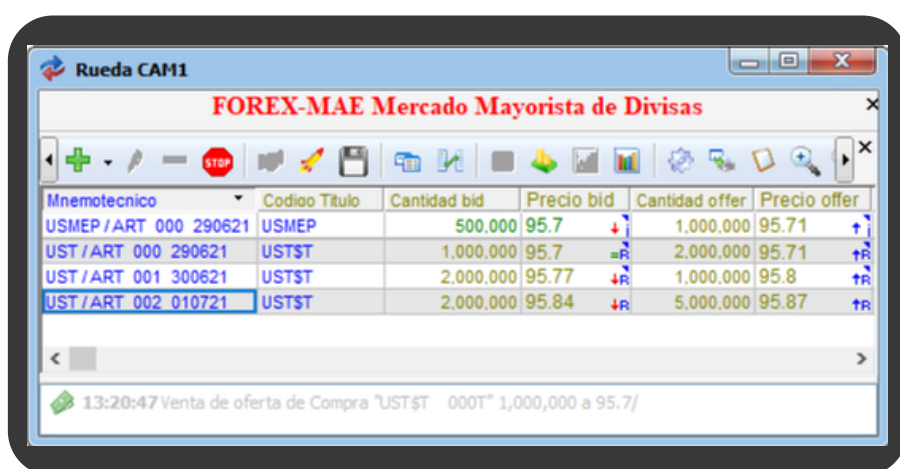 Rueda CAM1
FOREX-MAE Mercado Mayorista de Divisas
STOP
Mnemotecnico Codigo Titulo Cantidad bid Precio bid Cantidad offer Precio offer
USMEP / ART 000 290621 USMEP 500,000 95.7 1,000,000 95.71
UST / ART 000 290621 UST$T 1,000,000 95.7 =R 2,000,000 95.71 ↑R
UST / ART 001 300621 UST$T 2,000,000 95.77 ↓R 1,000,000 95.8 ↑R
UST / ART 002 010721 UST$T 2,000,000 95.84 ↓R 5,000,000 95.87 ↑R
13:20:47 Venta de oferta de Compra "UST$T 000T" 1,000,000 a 95.7/